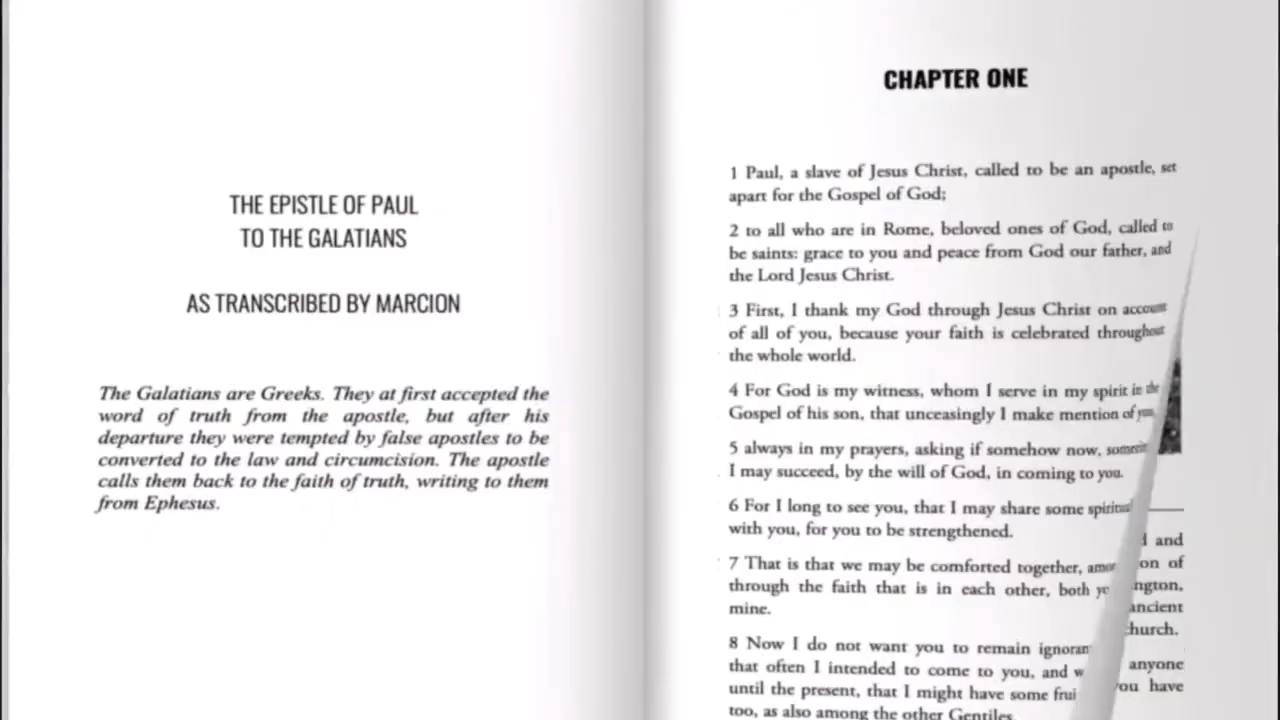 THE EPISTLE OF PAUL
TO THE GALATIANS
AS TRANSCRIBED BY MARCION
The Galatians are Greeks. They at first accepted the
word of truth from the apostle, but after his
departure they were tempted by false apostles to be
converted to the law and circumcision. The apostle
calls them back to the faith of truth, writing to them
from Ephesus.
CHAPTER ONE
1 Paul, a slave of Jesus Christ, called to be an apostle, set
apart for the Gospel of God;
2 to all who are in Rome, beloved ones of God, called to
be saints: grace to you and peace from God our father, and
the Lord Jesus Christ.
3 First, I thank my God through Jesus Christ on account
of all of you, because your faith is celebrated throughout
the whole world.
4 For God is my witness, whom I serve in my spirit in the
Gospel of his son, that unceasingly I make mention of you
5 always in my prayers, asking if somehow now,
I may succeed, by the will of God, in coming to you.
6 For I long to see you, that I may share some
with you, for you to be strengthened.
7 That is that we may be comforted together,
through the faith that is in each other, both
mine.
8 Now I do not want you to remain
that often I intended to come to you, and
until the present, that I might have some
too, as also among the other Gentiles.
and
on of
ancient
church.
anyone
you have